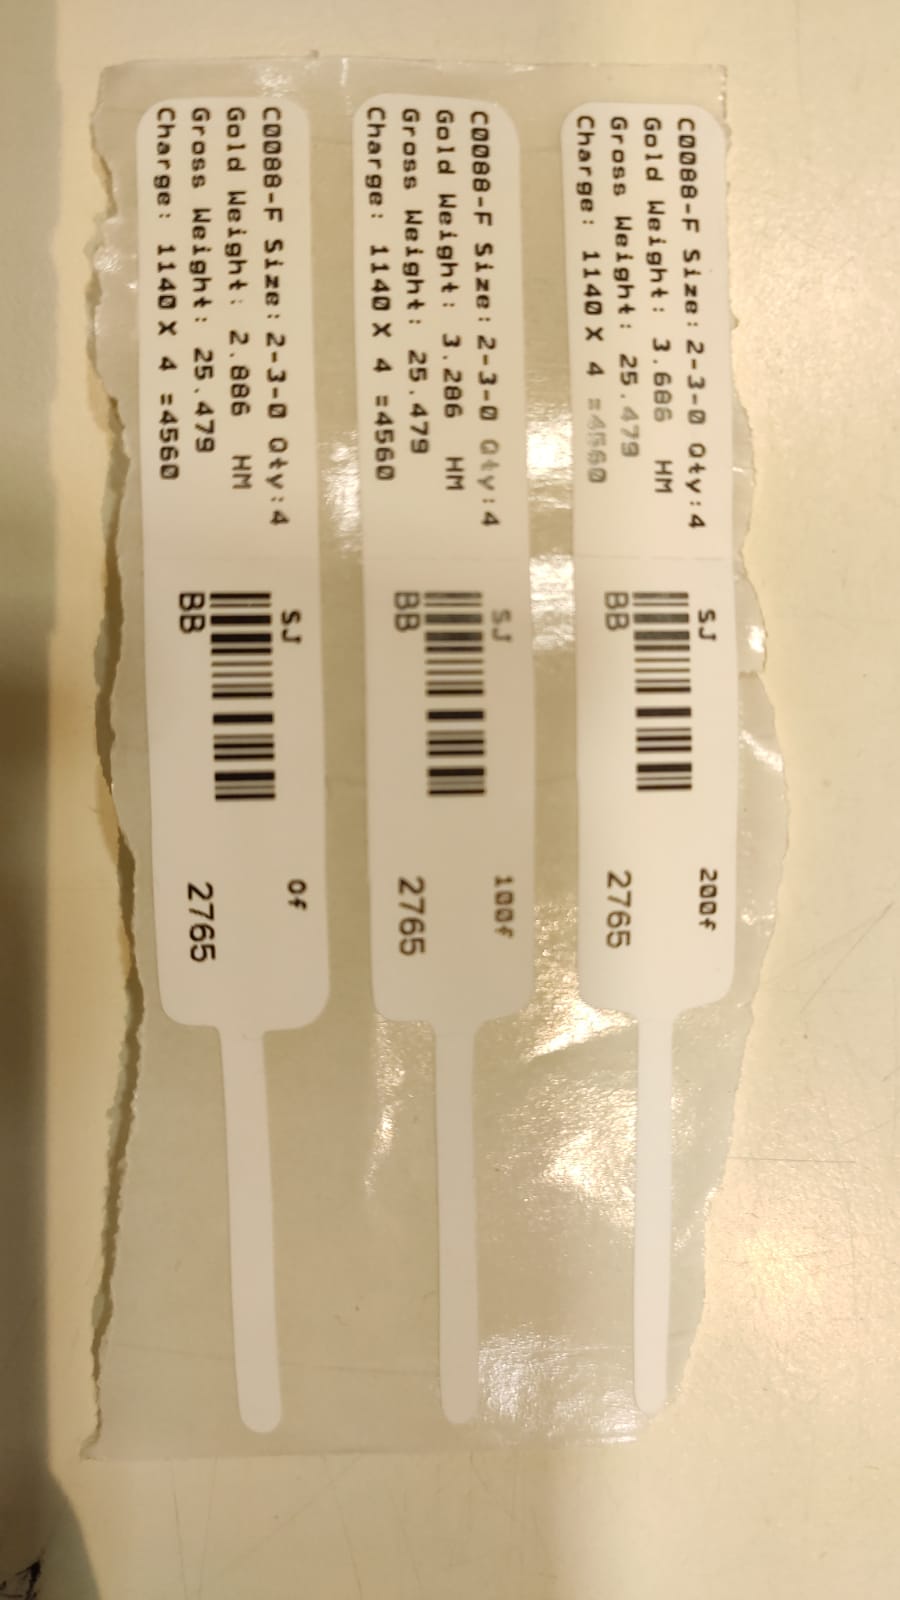 C0088-F Size: 2-3-0 Qty:4
Gold Weight: 3.686 HM
Gross Weight: 25.479
Charge: 1140 X 4 =4560
SJ 200f
BB 2765
C0088-F Size: 2-3-0 Qty:4
Gold Weight: 3.286 HM
Gross Weight: 25.479
Charge: 1140 X 4 =4560
SJ 100f
BB 2765
C0088-F Size: 2-3-0 Qty:4
Gold Weight: 2.886 HM
Gross Weight: 25.479
Charge: 1140 X 4 =4560
SJ 0f
BB 2765